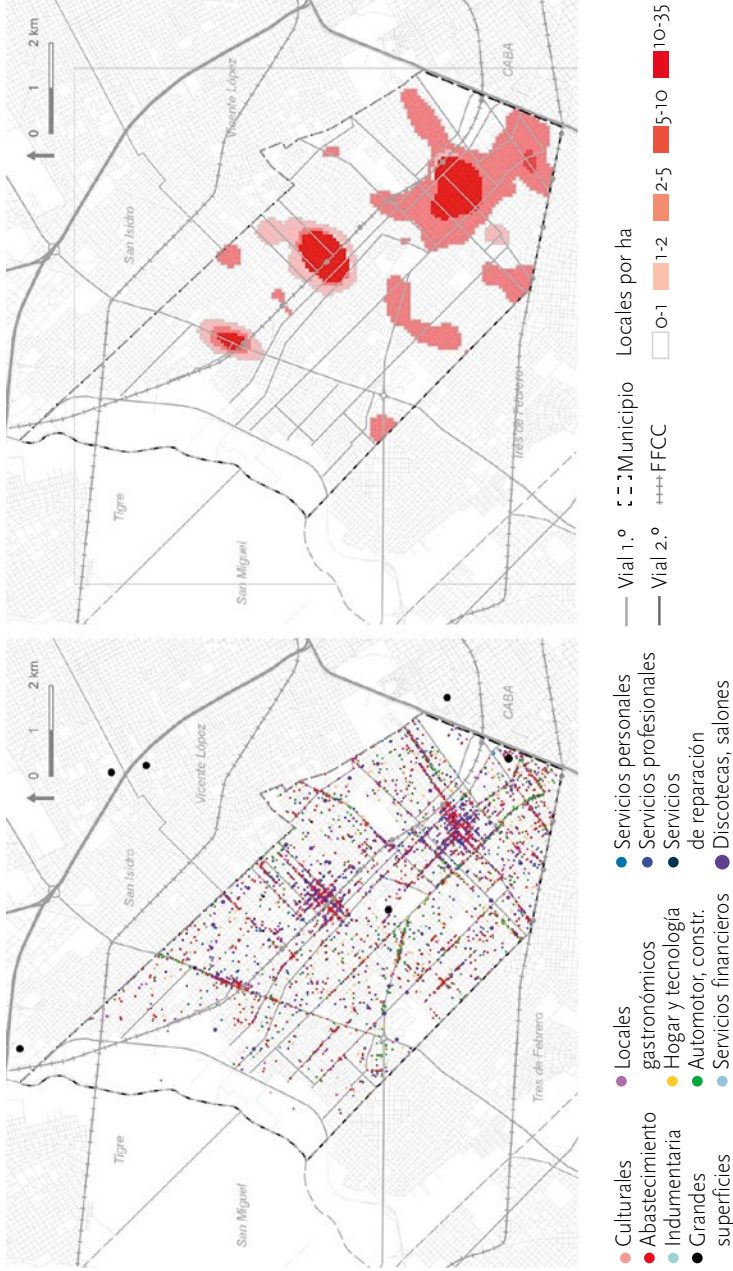 0 1 2 km
Tigre
San Isidro
Vicente López
San Miguel
Tres de Febrero
CABA
0 1 2 km
Tigre
San Isidro
Vicente López
San Miguel
Tres de Febrero
CABA
Culturales
Abastecimiento
Indumentaria
Grandes
superficies
Locales
gastronómicos
Hogar y tecnología
Automotor, constr.
Servicios financieros
Servicios personales
Servicios profesionales
Servicios
de reparación
Discotecas, salones
Vial 1.º
Vial 2.º
Municipio
FFCC
Locales por ha
0-1 1-2 2-5 5-10 10-35